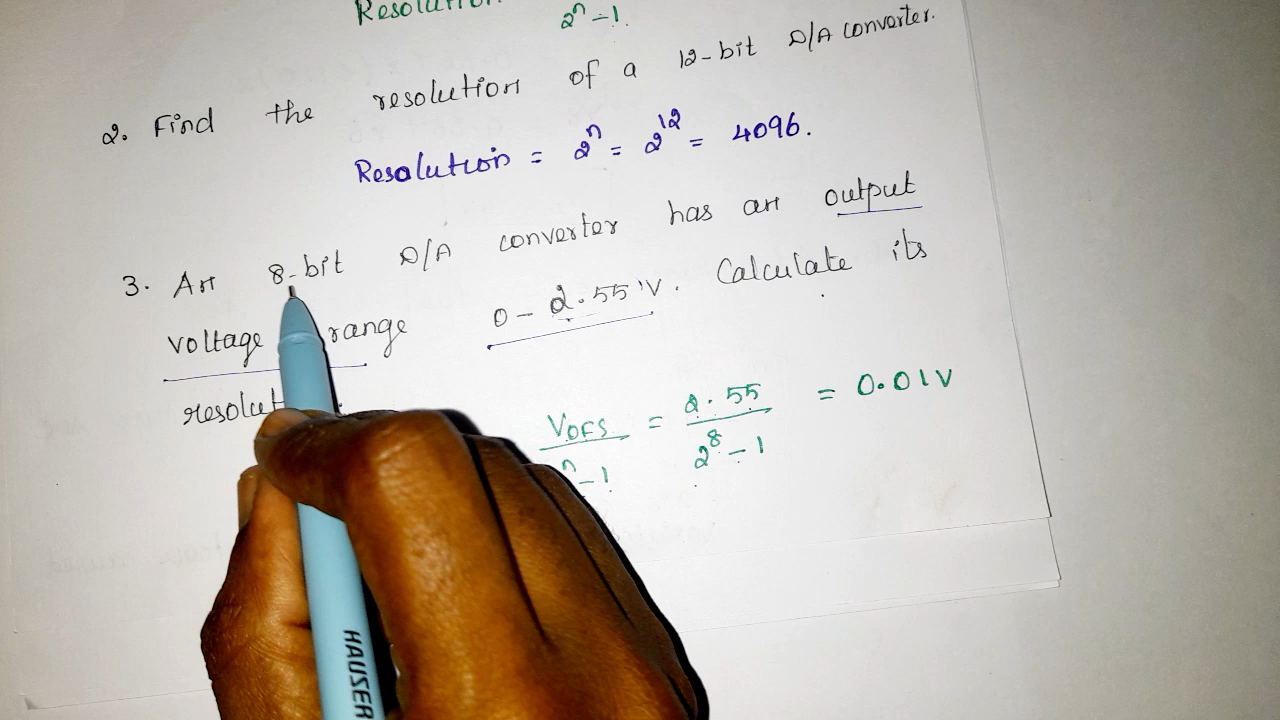 2ⁿ-1
2. Find the resolution of a 12-bit D/A converter.
Resolution = 2ⁿ = 2¹² = 4096.
3. An 8-bit D/A converter has an output
voltage range 0 - 2.55 V. Calculate its
VOFS = 2.55 = 0.01V
n-1 2⁸-1
HAUSER